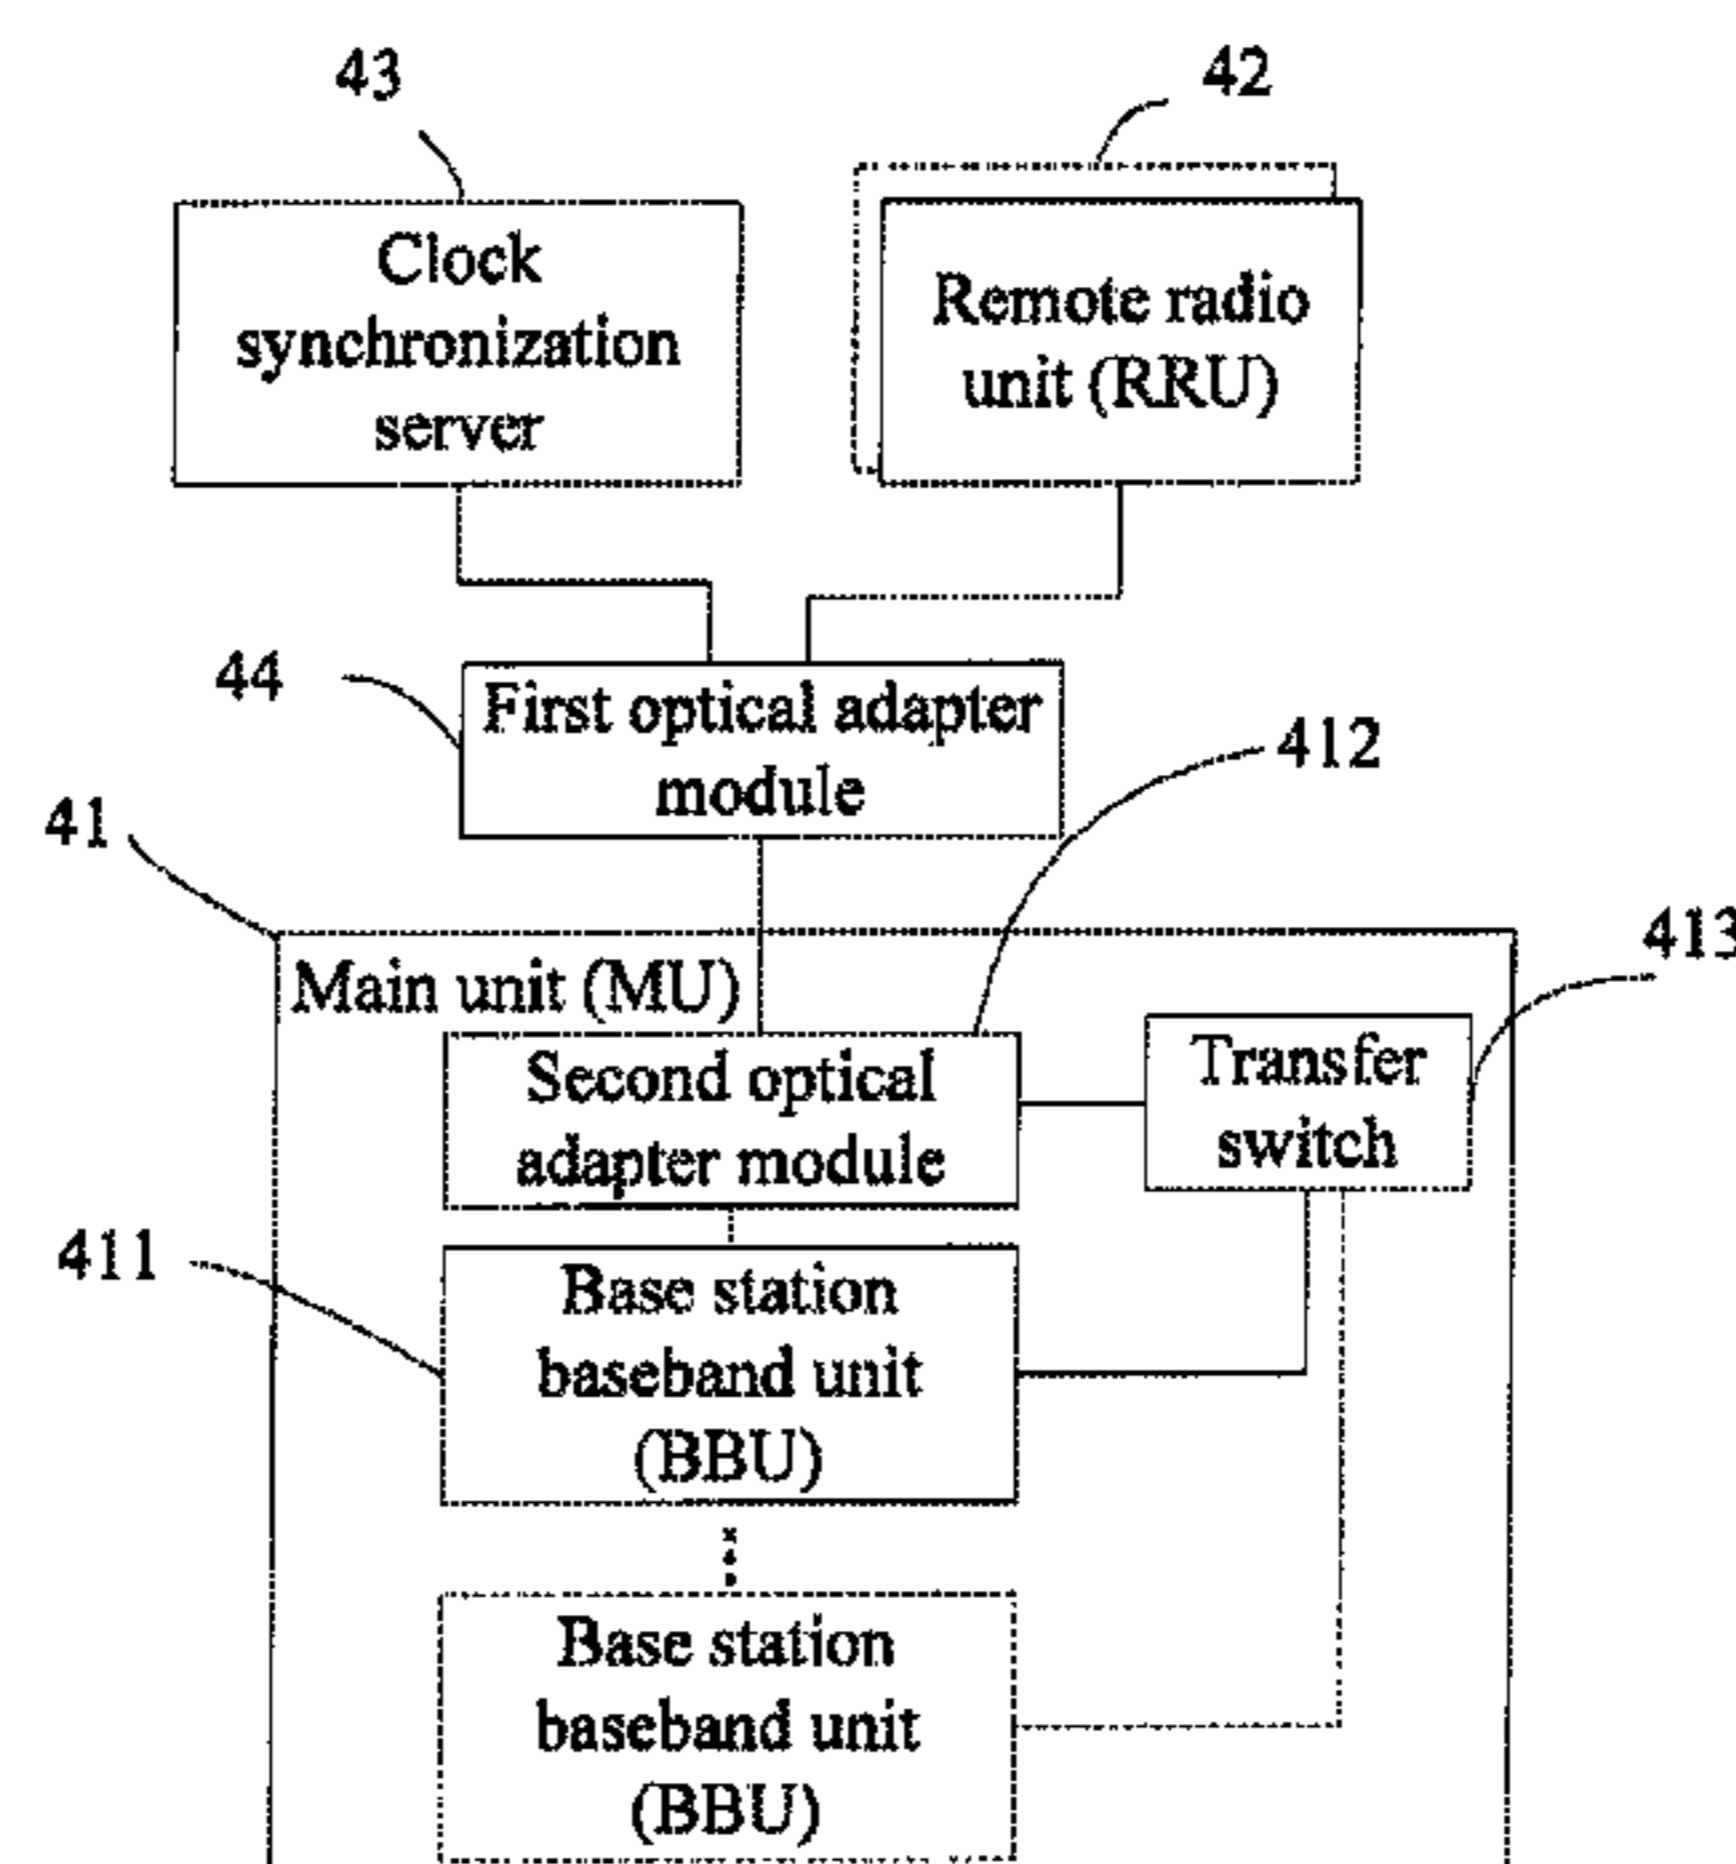 43
42
Clock
synchronization
server
Remote radio
unit (RRU)
44
First optical adapter
module
412
41
413
Main unit (MU)
Second optical
adapter module
Transfer
switch
411
Base station
baseband unit
(BBU)
Base station
baseband unit
(BBU)